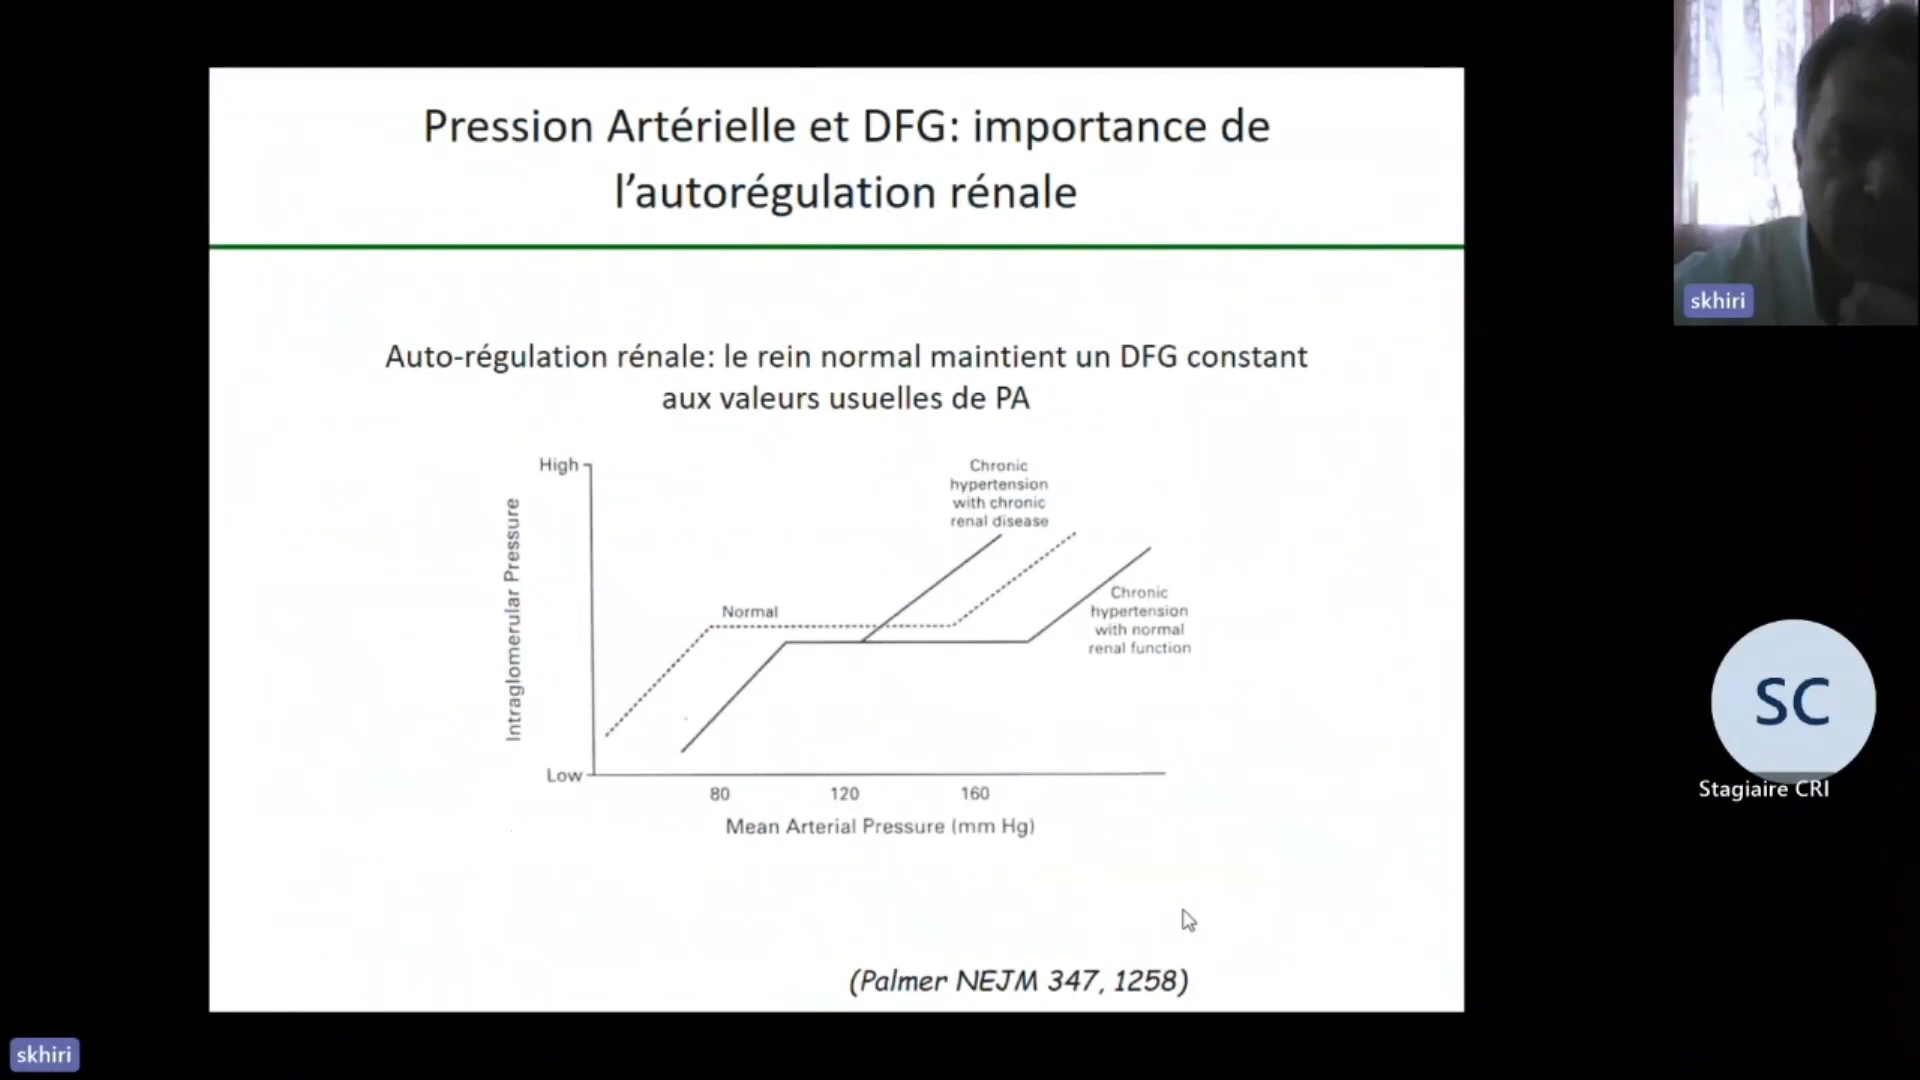 Pression Artérielle et DFG: importance de
l’autorégulation rénale
Auto-régulation rénale: le rein normal maintient un DFG constant
aux valeurs usuelles de PA
High
Chronic
hypertension
with chronic
renal disease
Intraglomerular Pressure
Normal
Chronic
hypertension
with normal
renal function
Low
80 120 160
Mean Arterial Pressure (mm Hg)
(Palmer NEJM 347, 1258)
skhiri
SC
Stagiaire CRI
skhiri